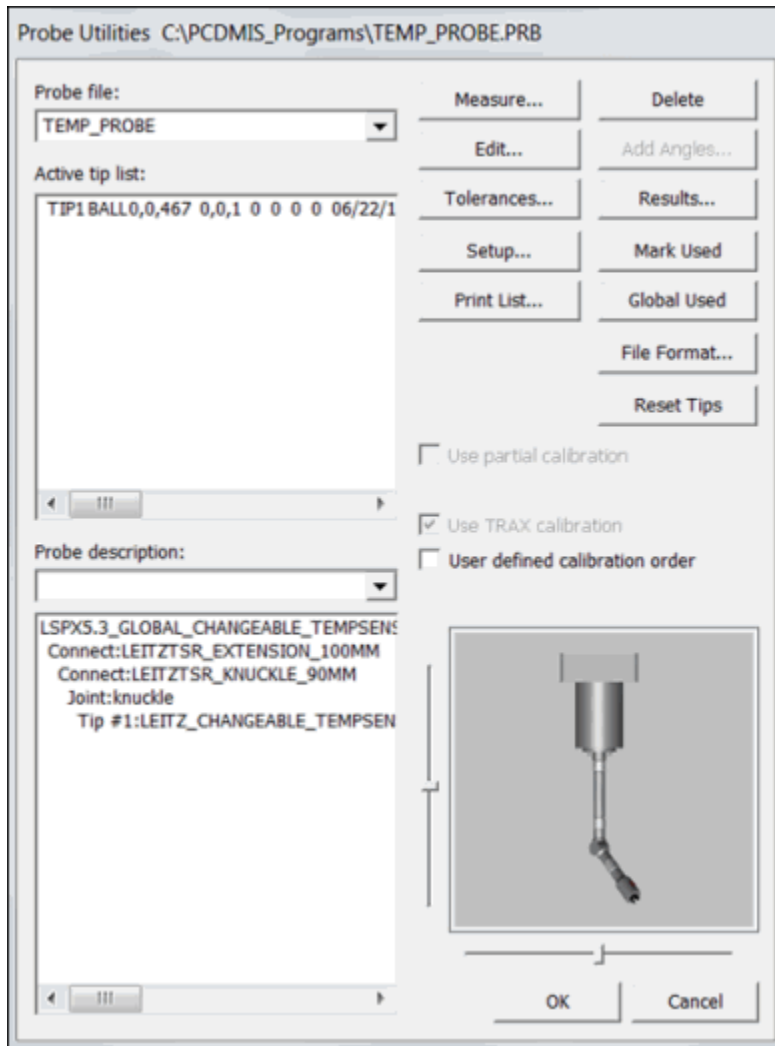 Probe Utilities C:\PCDMIS_Programs\TEMP_PROBE.PRB
Probe file:
TEMP_PROBE
Active tip list:
TIP1 BALL0,0,467 0,0,1 0 0 0 0 06/22/1
Measure...
Delete
Edit...
Add Angles...
Tolerances...
Results...
Setup...
Mark Used
Print List...
Global Used
File Format...
Reset Tips
Use partial calibration
Use TRAX calibration
User defined calibration order
Probe description:
LSPX5.3_GLOBAL_CHANGEABLE_TEMPSENS
Connect:LEITZTSR_EXTENSION_100MM
Connect:LEITZTSR_KNUCKLE_90MM
Joint:knuckle
Tip #1:LEITZ_CHANGEABLE_TEMPSEN
OK
Cancel